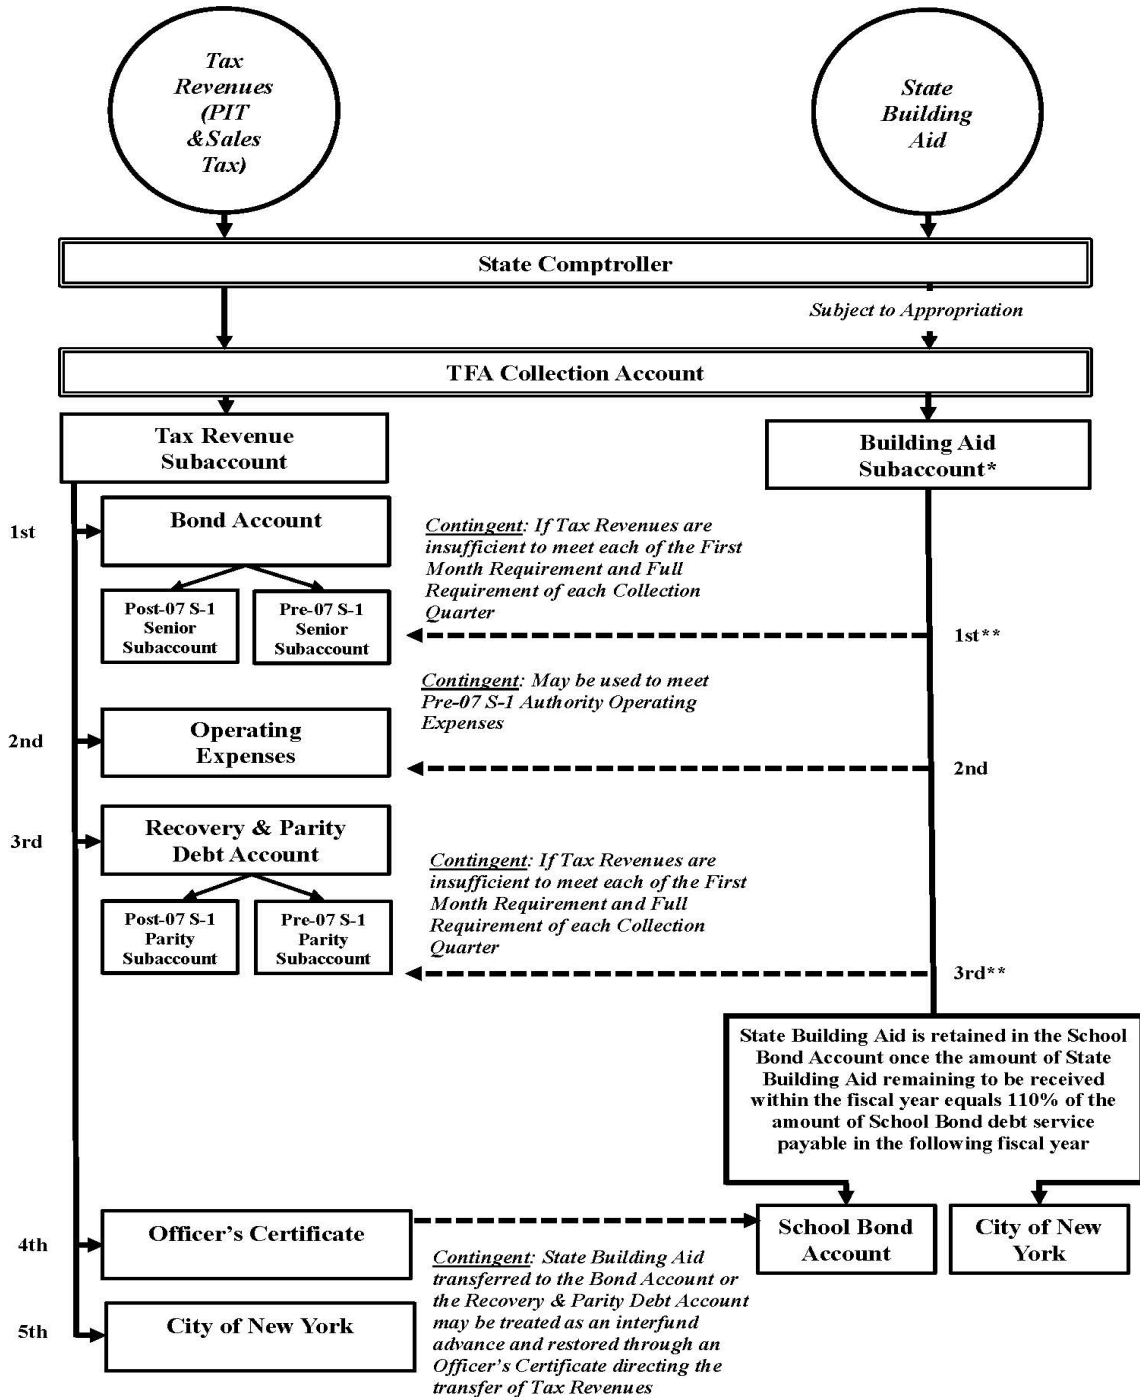 Tax
Revenues
(PIT
&Sales
Tax)
State
Building
Aid
State Comptroller
Subject to Appropriation
TFA Collection Account
Tax Revenue
Subaccount
Building Aid
Subaccount*
1st
Bond Account
Contingent: If Tax Revenues are
insufficient to meet each of the First
Month Requirement and Full
Requirement of each Collection
Quarter
Post-07 S-1
Senior
Subaccount
Pre-07 S-1
Senior
Subaccount
1st**
Contingent: May be used to meet
Pre-07 S-1 Authority Operating
Expenses
2nd
Operating
Expenses
2nd
3rd
Recovery & Parity
Debt Account
Contingent: If Tax Revenues are
insufficient to meet each of the First
Month Requirement and Full
Requirement of each Collection
Quarter
Post-07 S-1
Parity
Subaccount
Pre-07 S-1
Parity
Subaccount
3rd**
State Building Aid is retained in the School
Bond Account once the amount of State
Building Aid remaining to be received
within the fiscal year equals 110% of the
amount of School Bond debt service
payable in the following fiscal year
4th
Officer's Certificate
School Bond
Account
City of New
York
Contingent: State Building Aid
transferred to the Bond Account or
the Recovery & Parity Debt Account
may be treated as an interfund
advance and restored through an
Officer's Certificate directing the
transfer of Tax Revenues
5th
City of New York